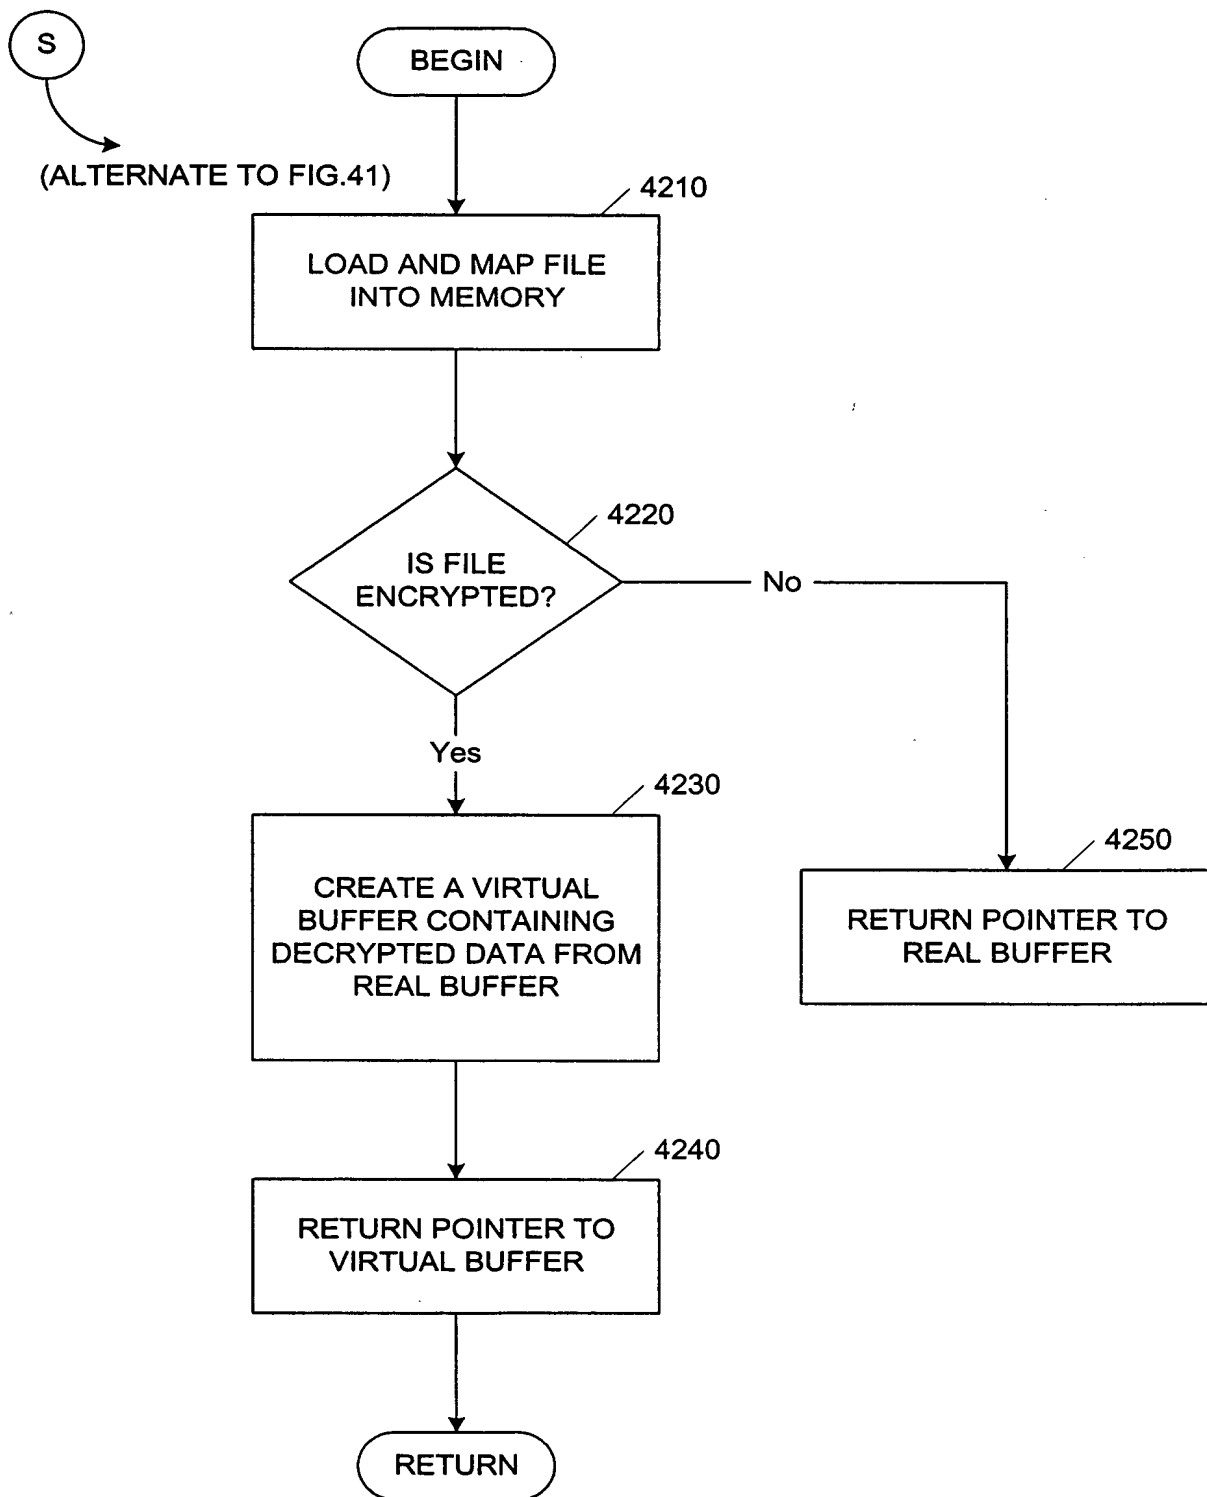 S
BEGIN
(ALTERNATE TO FIG.41)
4210
LOAD AND MAP FILE
INTO MEMORY
4220
IS FILE
ENCRYPTED?
No
Yes
4230
CREATE A VIRTUAL
BUFFER CONTAINING
DECRYPTED DATA FROM
REAL BUFFER
4250
RETURN POINTER TO
REAL BUFFER
4240
RETURN POINTER TO
VIRTUAL BUFFER
RETURN